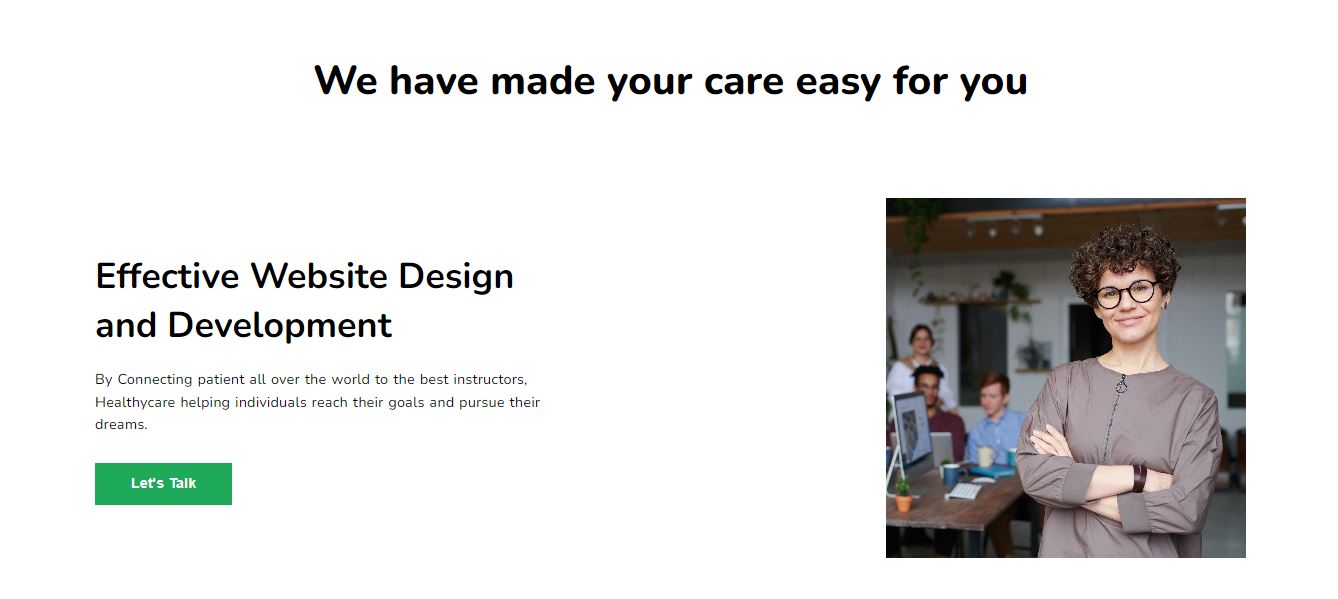 We have made your care easy for you
Effective Website Design
and Development
By Connecting patient all over the world to the best instructors,
Healthycare helping individuals reach their goals and pursue their
dreams.
Let's Talk